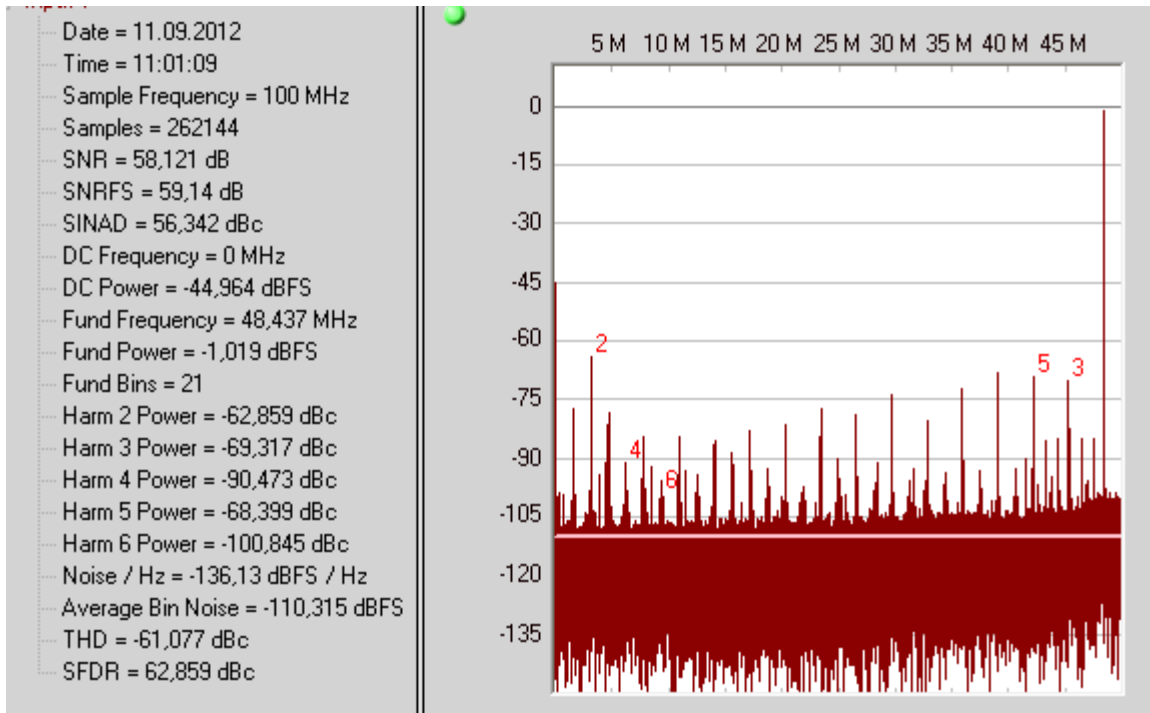 Date = 11.09.2012
Time = 11:01:09
Sample Frequency = 100 MHz
Samples = 262144
SNR = 58,121 dB
SNRFS = 59,14 dB
SINAD = 56,342 dBc
DC Frequency = 0 MHz
DC Power = -44,964 dBFS
Fund Frequency = 48,437 MHz
Fund Power = -1,019 dBFS
Fund Bins = 21
Harm 2 Power = -62,859 dBc
Harm 3 Power = -69,317 dBc
Harm 4 Power = -90,473 dBc
Harm 5 Power = -68,399 dBc
Harm 6 Power = -100,845 dBc
Noise / Hz = -136,13 dBFS / Hz
Average Bin Noise = -110,315 dBFS
THD = -61,077 dBc
SFDR = 62,859 dBc
5 M 10 M 15 M 20 M 25 M 30 M 35 M 40 M 45 M
0
-15
-30
-45
-60
-75
-90
-105
-120
-135
2
5
3
4
6